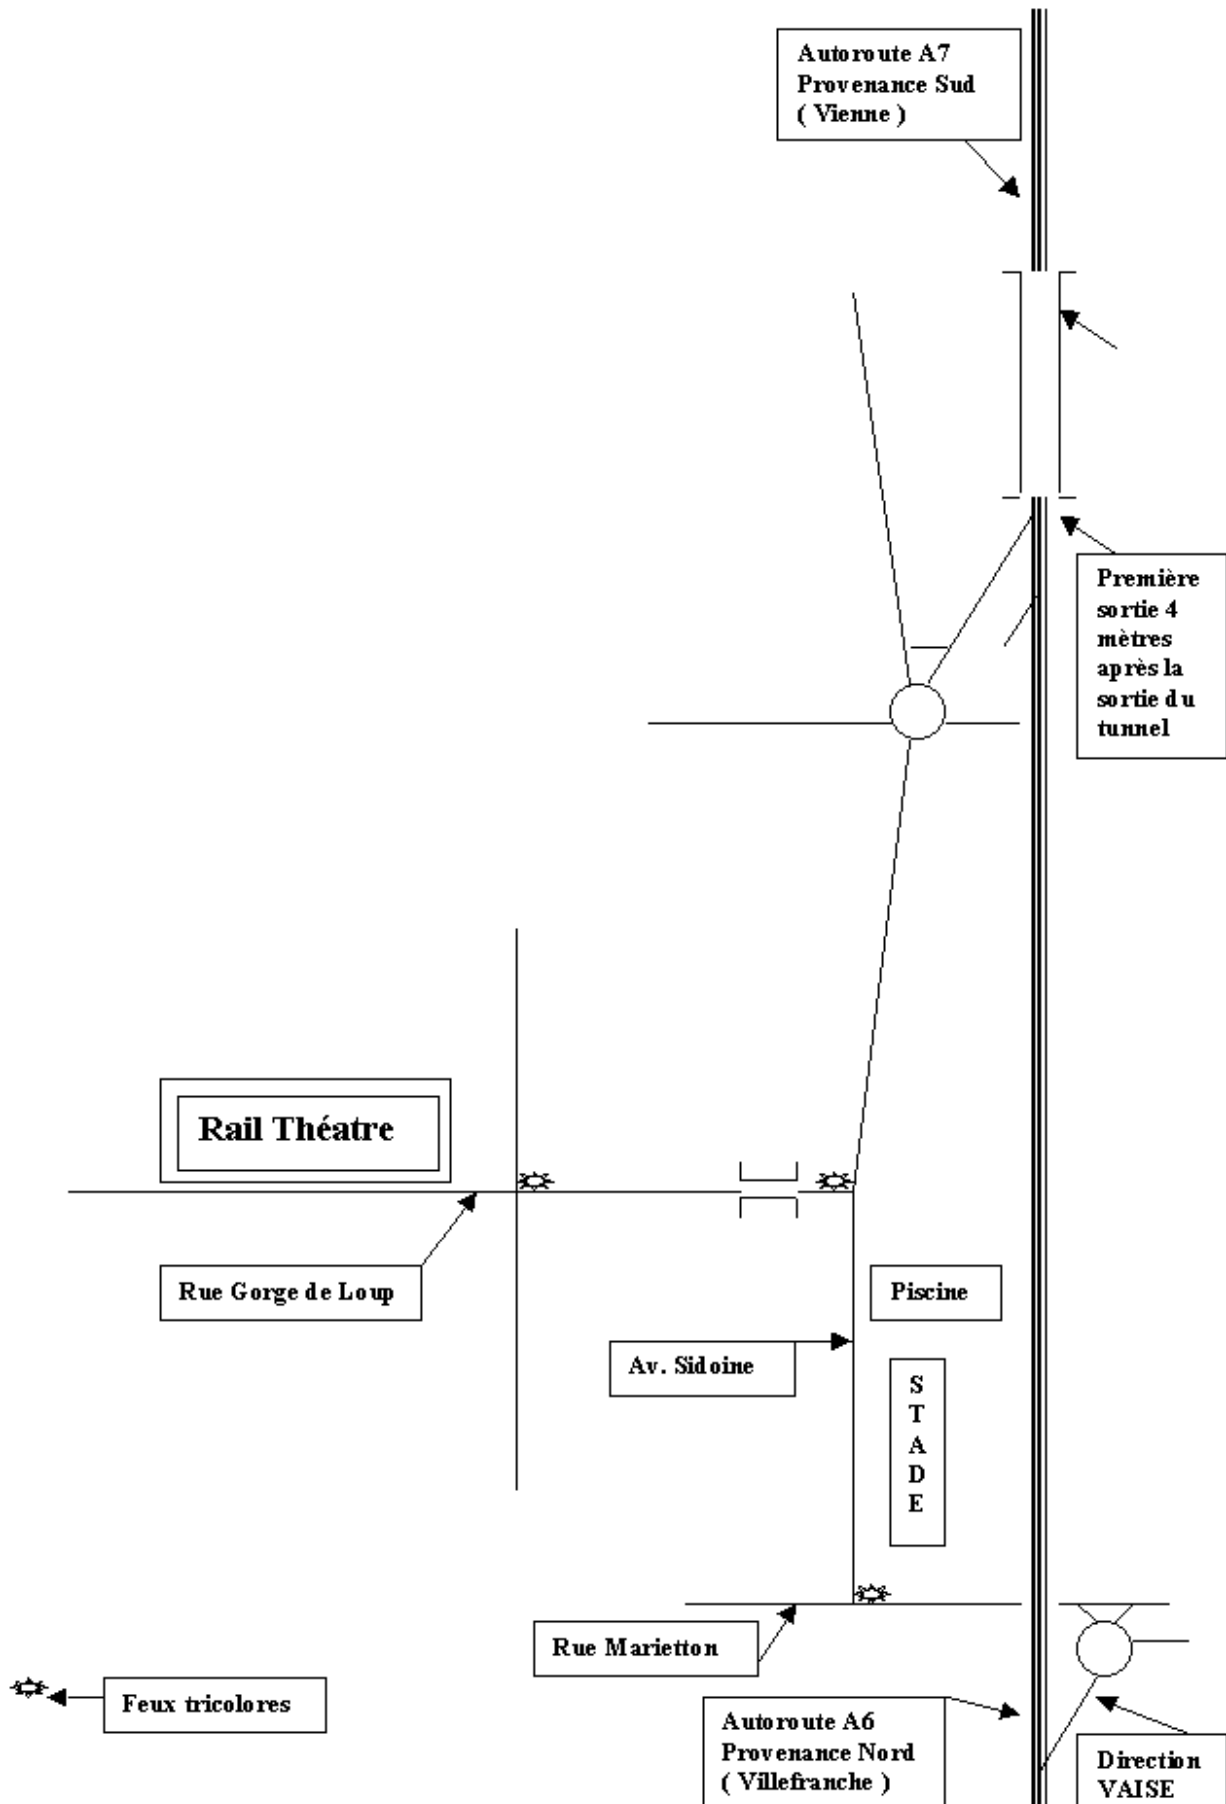 Autoroute A7
Provenance Sud
( Vienne )
Première
sortie 4
mètres
après la
sortie du
tunnel
Rail Théatre
Rue Gorge de Loup
Piscine
Av. Sidoine
S
T
A
D
E
Rue Marietton
Feux tricolores
Autoroute A6
Provenance Nord
( Villefranche )
Direction
VAISE